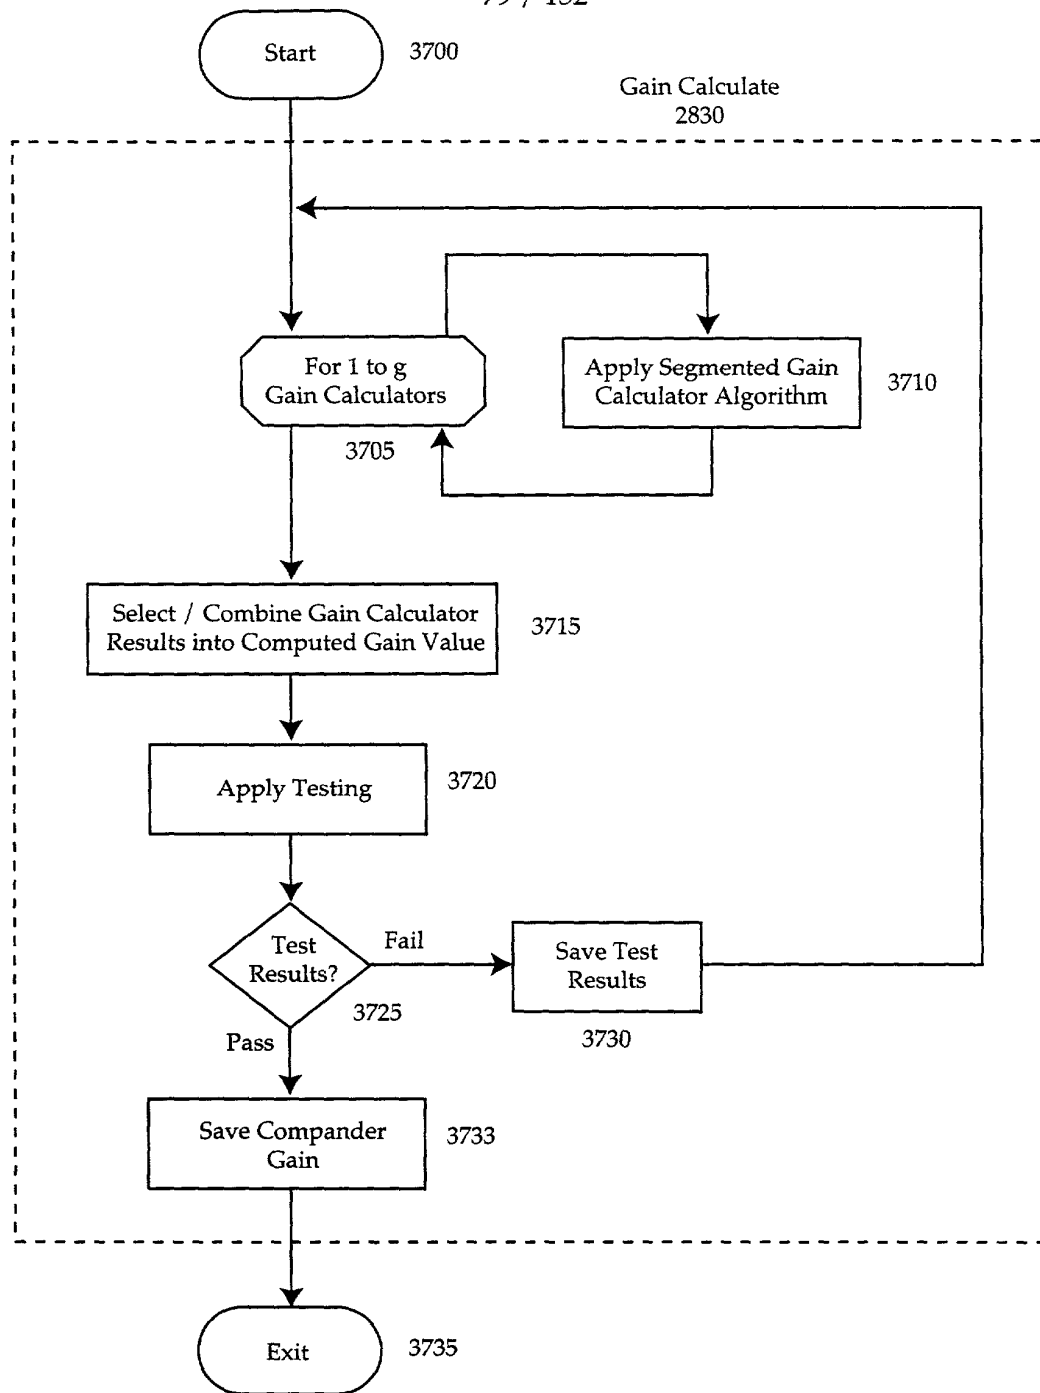 Start
3700
Gain Calculate
2830
For 1 to g
Gain Calculators
3705
Apply Segmented Gain
Calculator Algorithm
3710
Select / Combine Gain Calculator
Results into Computed Gain Value
3715
Apply Testing
3720
Test
Results?
3725
Fail
Pass
Save Test
Results
3730
Save Compander
Gain
3733
Exit
3735